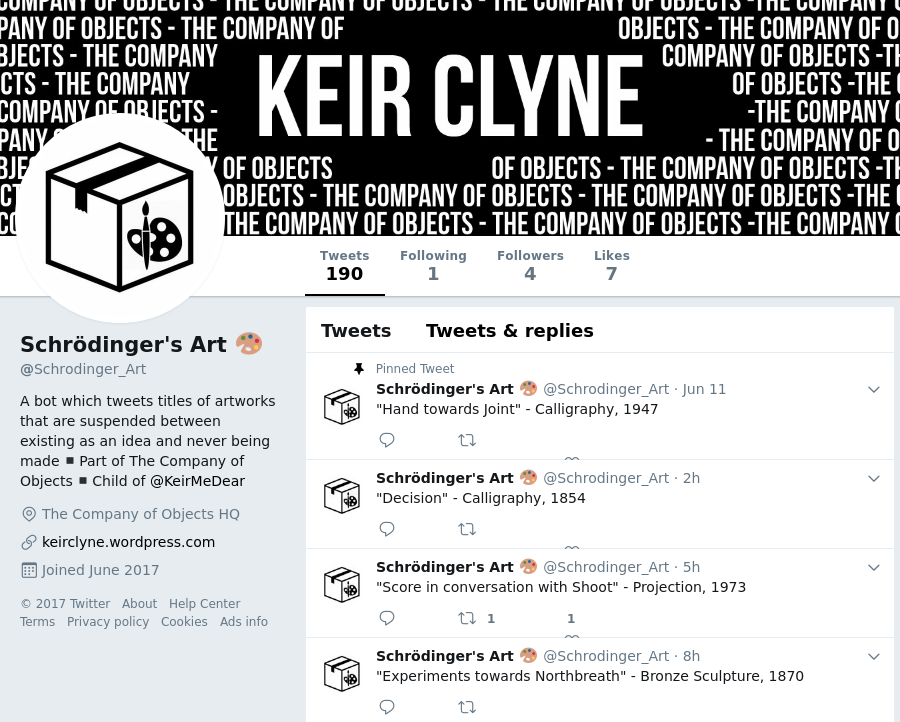 COMPANY OF OBJECTS - THE COMPANY OF OBJECTS - THE COMPANY OF OBJECTS - THE COMPANY OF
PANY OF OBJECTS - THE COMPANY OF OBJECTS - THE COMPANY OF O
BJECTS - THE COMPANY COMPANY OF OBJECTS -TH
CTS - THE COMPANY OF OBJECTS -THE C
COMPANY OF OBJECTS - -THE COMPANY OF
PANY THE - THE COMPANY OF O
KEIR CLYNE
BJE Y OF OBJECTS OF OBJECTS - THE COMPANY OF OBJECTS -TH
CT OBJECTS - THE COMPANY OF OBJECTS - THE COMPANY OF OBJECTS -THE C
CO THE COMPANY OF OBJECTS - THE COMPANY OF OBJECTS -THE COMPANY OF
Tweets Following Followers Likes
190 1 4 7
Schrödinger's Art 🎨
@Schrodinger_Art
A bot which tweets titles of artworks
that are suspended between
existing as an idea and never being
made ◾Part of The Company of
Objects ◾Child of @KeirMeDear
The Company of Objects HQ
keirclyne.wordpress.com
Joined June 2017
© 2017 Twitter About Help Center
Terms Privacy policy Cookies Ads info
Tweets Tweets & replies
Pinned Tweet
Schrödinger's Art 🎨 @Schrodinger_Art · Jun 11
"Hand towards Joint" - Calligraphy, 1947
Schrödinger's Art 🎨 @Schrodinger_Art · 2h
"Decision" - Calligraphy, 1854
Schrödinger's Art 🎨 @Schrodinger_Art · 5h
"Score in conversation with Shoot" - Projection, 1973
1 1
Schrödinger's Art 🎨 @Schrodinger_Art · 8h
"Experiments towards Northbreath" - Bronze Sculpture, 1870